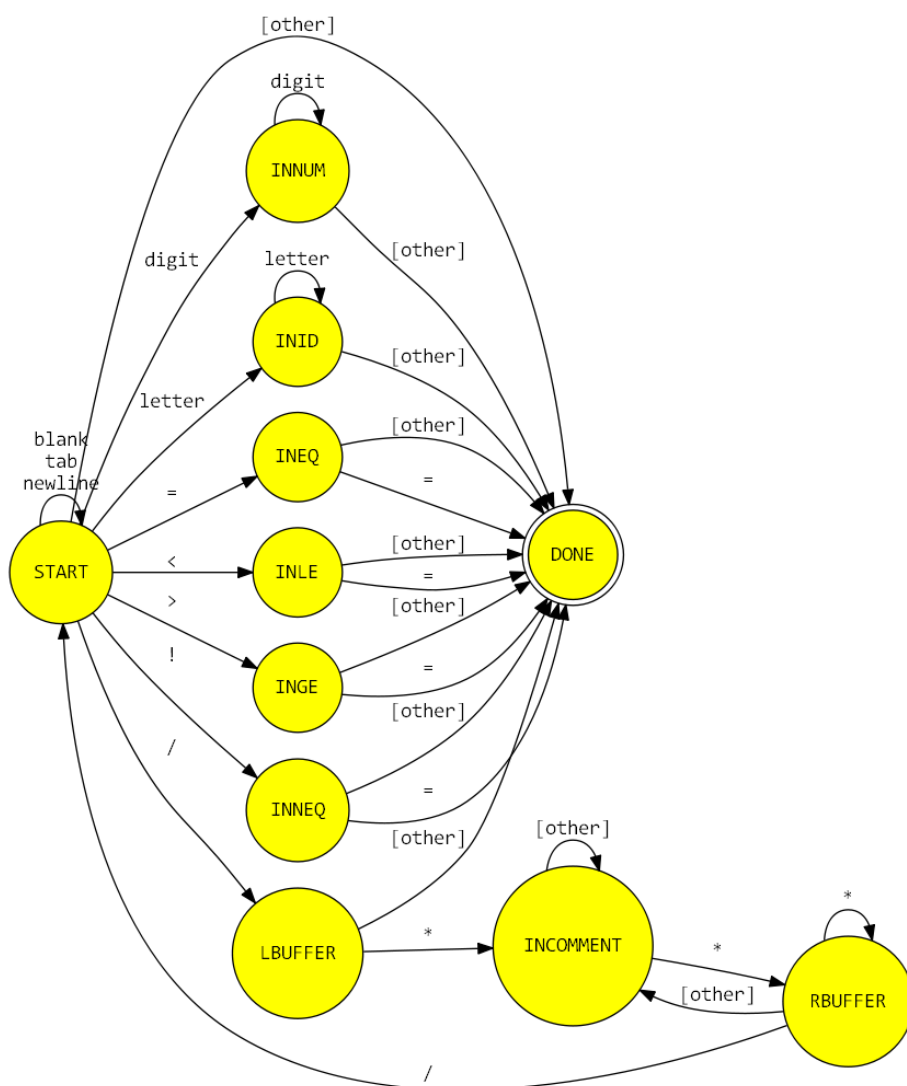 [other]
digit
INNUM
digit
[other]
letter
INID
[other]
letter
blank
tab
newline
[other]
INEQ
=
=
START
<
[other]
INLE
=
DONE
>
[other]
!
INGE
=
[other]
/
INNEQ
=
[other]
[other]
LBUFFER
*
INCOMMENT
*
*
[other]
RBUFFER
/